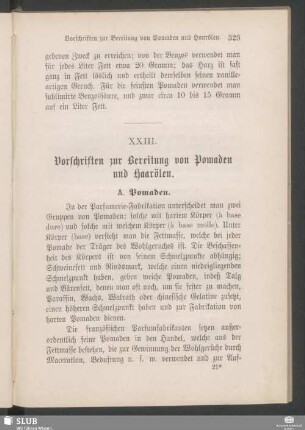 Vorschriften zur Bereitung von Pomaden und Haarölen. 323
gebenen Zweck zu erreichen; von der Benzoë verwendet man
für jedes Liter Fett etwa 20 Gramm; das Harz ist fast
ganz in Fett löslich und ertheilt demselben seinen vanille-
artigen Geruch. Für die feinsten Pomaden verwendet man
sublimirte Benzoësäure, und zwar circa 10 bis 15 Gramm
auf ein Liter Fett.
XXIII.
Vorschriften zur Bereitung von Pomaden
und Haarölen.
A. Pomaden.
In der Parfumerie-Fabrikation unterscheidet man zwei
Gruppen von Pomaden: solche mit hartem Körper (à base
dure) und solche mit weichem Körper (à base molle). Unter
Körper (base) versteht man die Fettmasse, welche bei jeder
Pomade der Träger des Wohlgeruches ist. Die Beschaffen-
heit des Körpers ist von seinem Schmelzpunkte abhängig;
Schweinefett und Rindsmark, welche einen niedrigliegenden
Schmelzpunkt haben, geben weiche Pomaden, indeß Talg
und Bärenfett, denen man oft, um sie fester zu machen,
Paraffin, Wachs, Walrath oder chinesische Gelatine zusetzt,
einen höheren Schmelzpunkt haben und zur Fabrikation von
harten Pomaden dienen.
Die französischen Parfumfabrikanten setzen außer-
ordentlich feine Pomaden in den Handel, welche aus der
Fettmasse bestehen, die zur Gewinnung der Wohlgerüche durch
Maceration, Enfleurage u. s. w. verwendet und zur Auf-
21*
SLUB